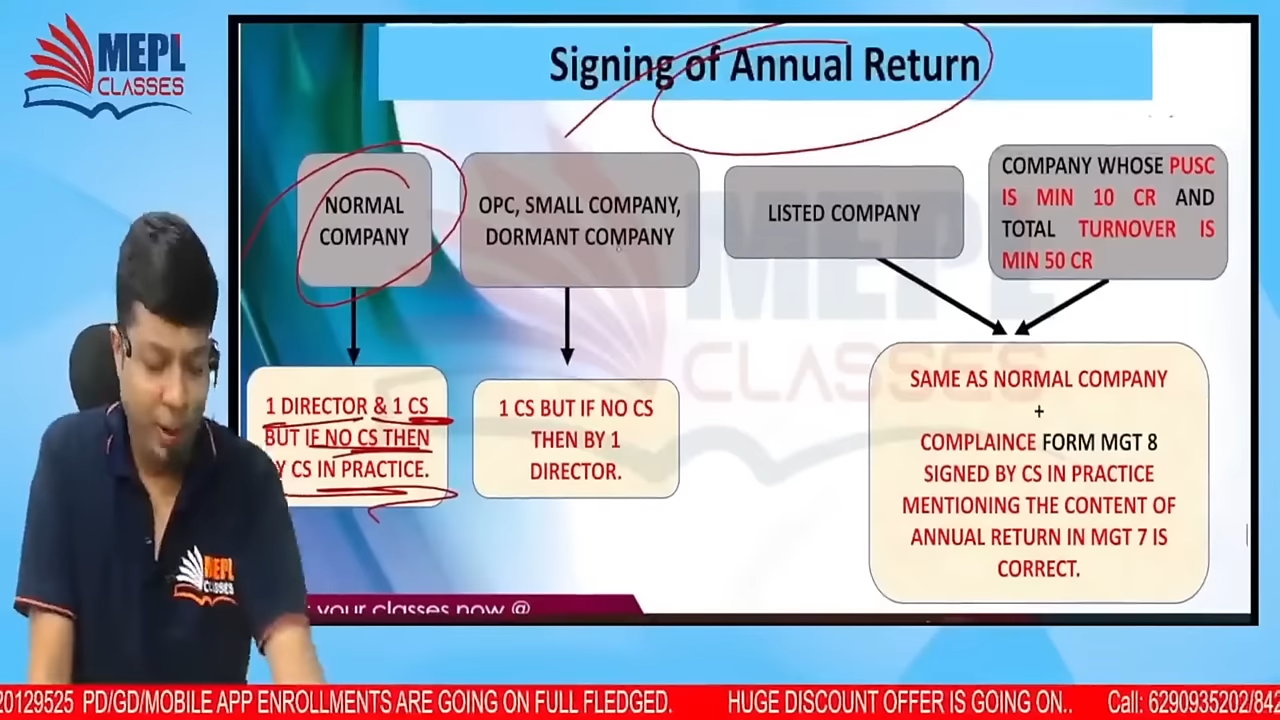 MEPL
CLASSES
Signing of Annual Return
NORMAL
COMPANY
OPC, SMALL COMPANY,
DORMANT COMPANY
LISTED COMPANY
COMPANY WHOSE PUSC
IS MIN 10 CR AND
TOTAL TURNOVER IS
MIN 50 CR
1 DIRECTOR & 1 CS
BUT IF NO CS THEN
CS IN PRACTICE.
1 CS BUT IF NO CS
THEN BY 1
DIRECTOR.
SAME AS NORMAL COMPANY
+
COMPLAINCE FORM MGT 8
SIGNED BY CS IN PRACTICE
MENTIONING THE CONTENT OF
ANNUAL RETURN IN MGT 7 IS
CORRECT.
MEPL
CLASSES
MEPL
CLASSES
your classes now @
20129525 PD/GD/MOBILE APP ENROLLMENTS ARE GOING ON FULL FLEDGED. HUGE DISCOUNT OFFER IS GOING ON.. Call: 6290935202/842